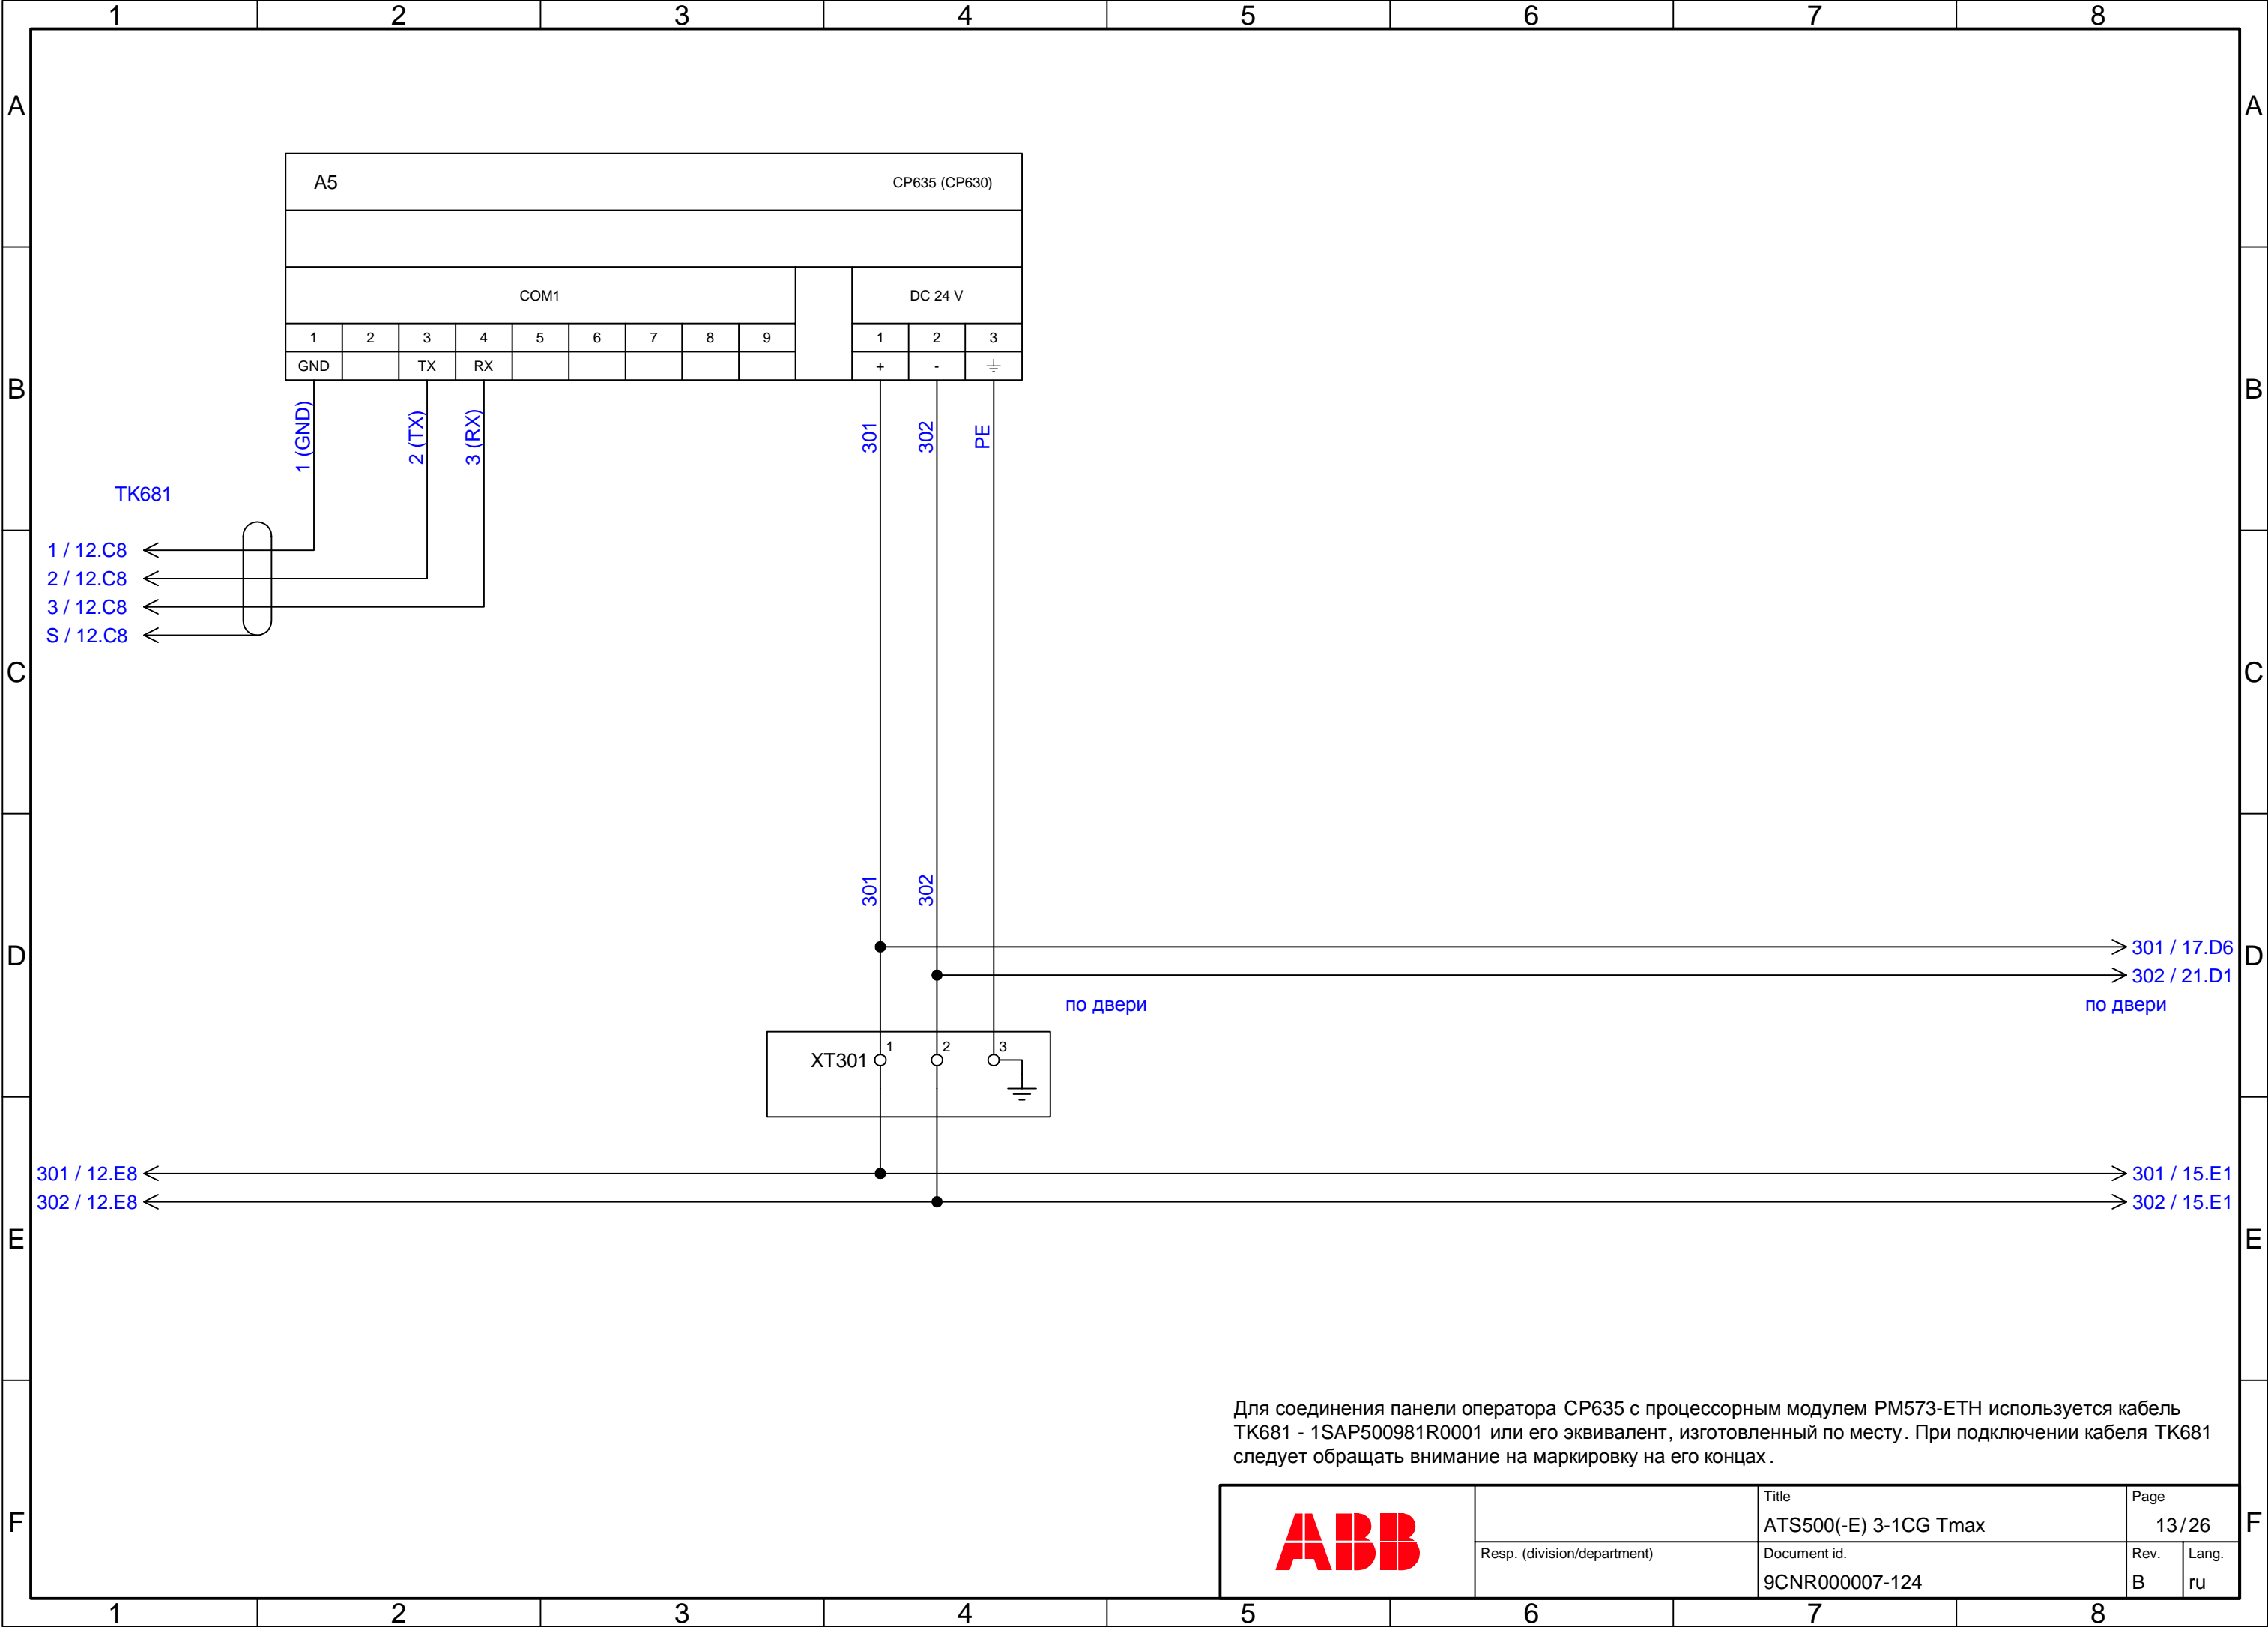 1 2 3 4 5 6 7 8
A A
A5 CP635 (CP630)
COM1 DC 24 V
1 2 3 4 5 6 7 8 9 1 2 3
GND TX RX + -
B B
1 (GND) 2 (TX) 3 (RX) 301 302 PE
TK681
1 / 12.C8
2 / 12.C8
3 / 12.C8
S / 12.C8
C C
301 302
D D
301 / 17.D6
302 / 21.D1
по двери по двери
XT301 1 2 3
301 / 12.E8 301 / 15.E1
302 / 12.E8 302 / 15.E1
E E
Для соединения панели оператора CP635 с процессорным модулем PM573-ETH используется кабель
TK681 - 1SAP500981R0001 или его эквивалент, изготовленный по месту. При подключении кабеля TK681
следует обращать внимание на маркировку на его концах.
F F
ABB
Title Page
ATS500(-E) 3-1CG Tmax 13/26
Resp. (division/department) Document id. Rev. Lang.
9CNR000007-124 B ru
1 2 3 4 5 6 7 8